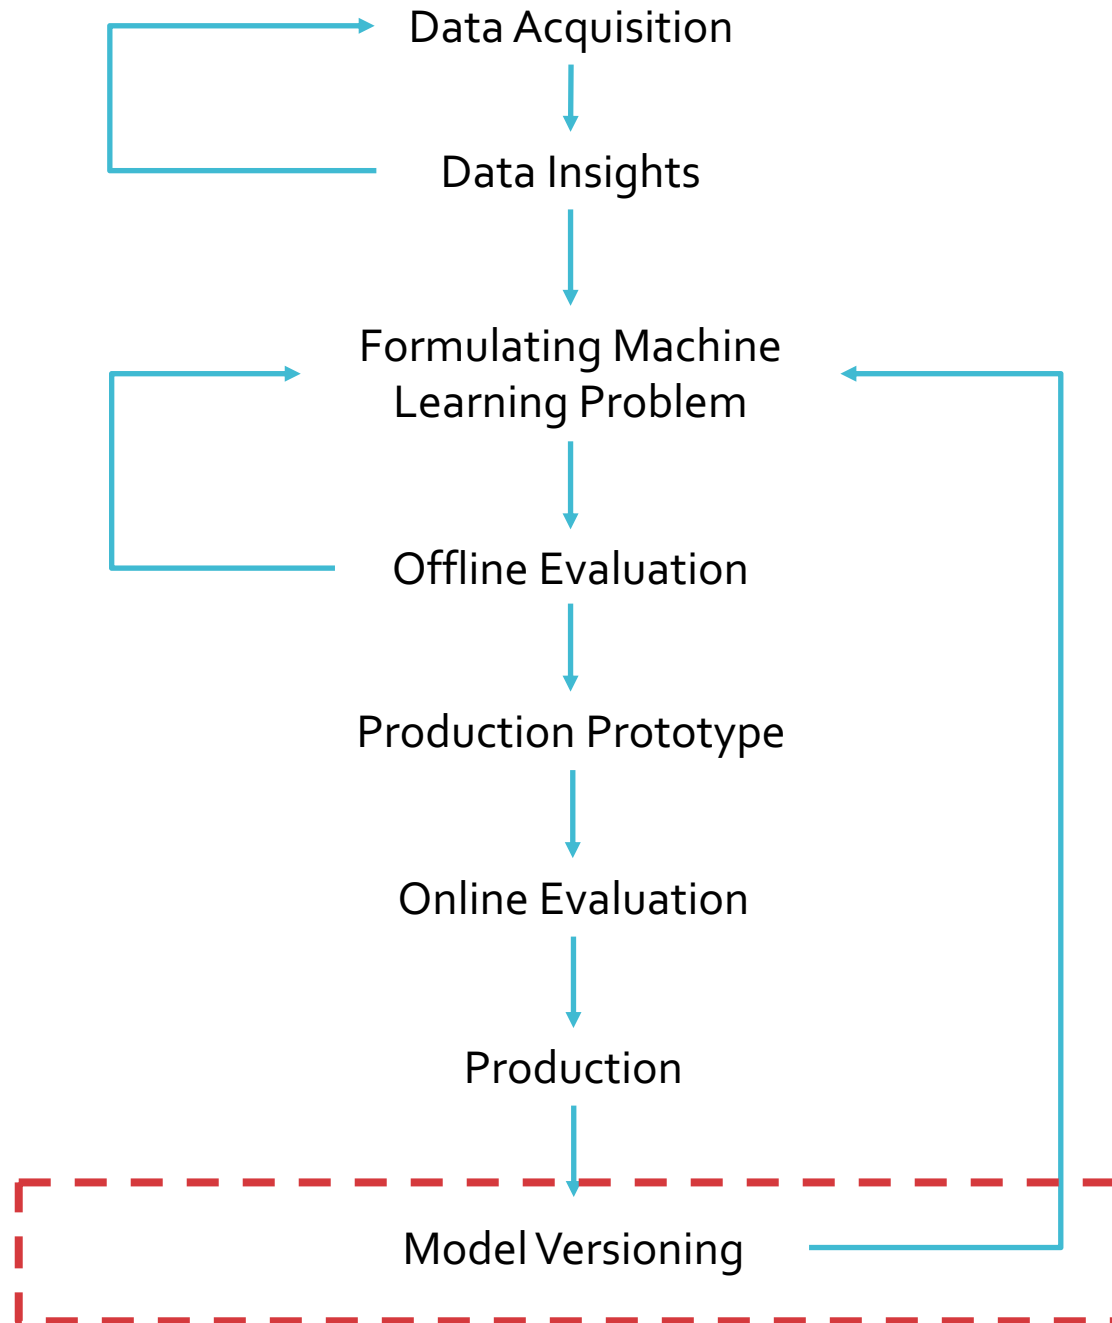 Data Acquisition
Data Insights
Formulating Machine
Learning Problem
Offline Evaluation
Production Prototype
Online Evaluation
Production
Model Versioning